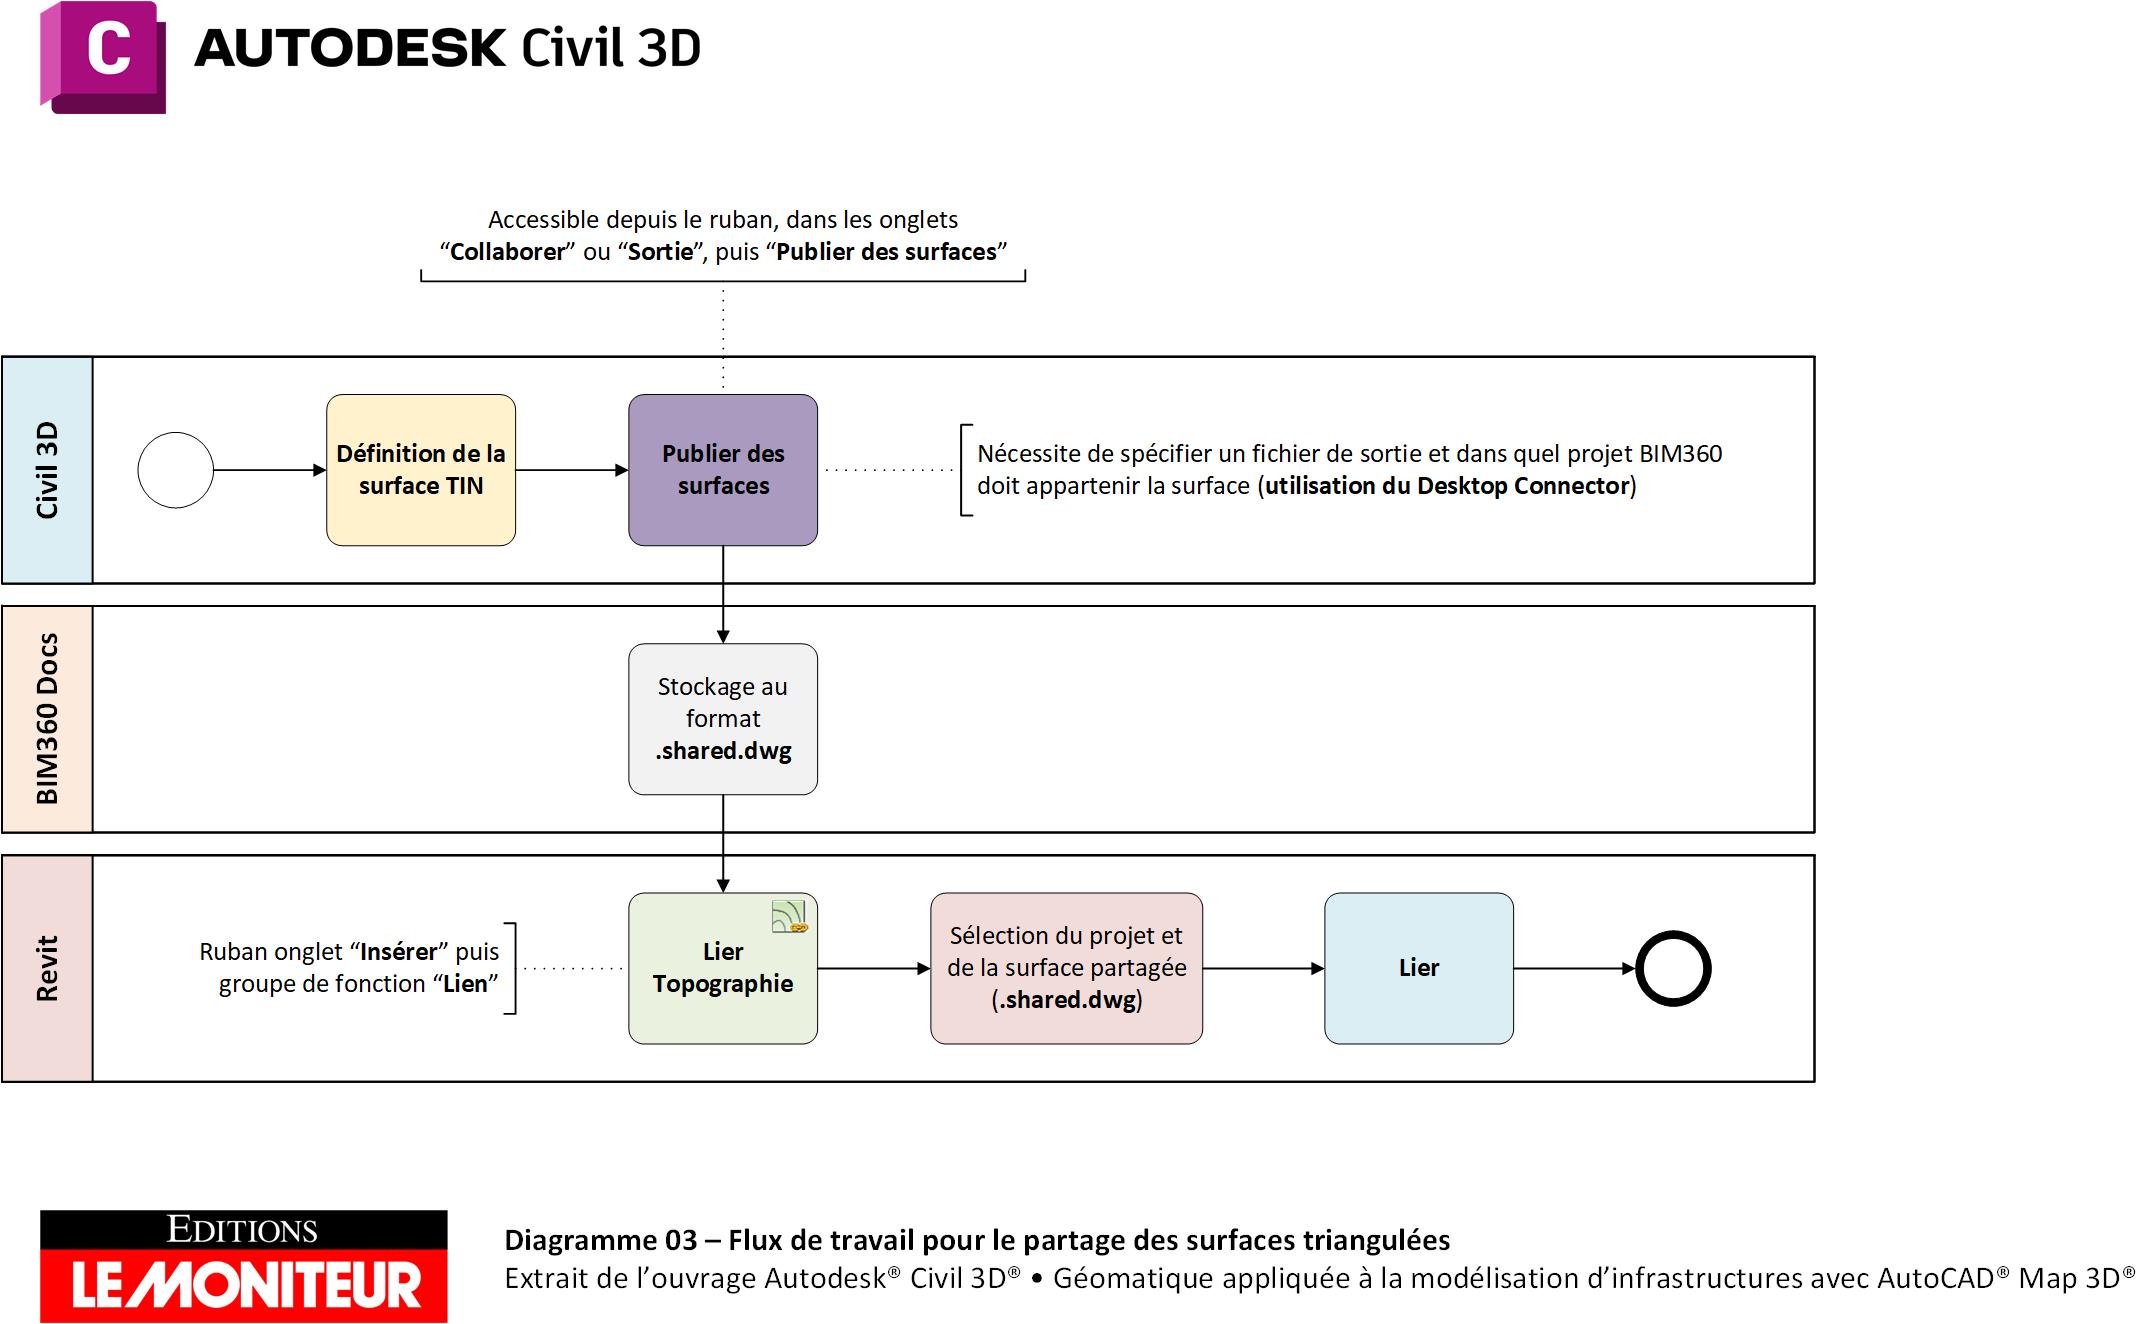 C
AUTODESK Civil 3D
Accessible depuis le ruban, dans les onglets
“Collaborer” ou “Sortie”, puis “Publier des surfaces”
Civil 3D
Définition de la
surface TIN
Publier des
surfaces
Nécessite de spécifier un fichier de sortie et dans quel projet BIM360
doit appartenir la surface (utilisation du Desktop Connector)
BIM360 Docs
Stockage au
format
.shared.dwg
Revit
Ruban onglet “Insérer” puis
groupe de fonction “Lien”
Lier
Topographie
Sélection du projet et
de la surface partagée
(.shared.dwg)
Lier
EDITIONS
LE MONITEUR
Diagramme 03 – Flux de travail pour le partage des surfaces triangulées
Extrait de l’ouvrage Autodesk® Civil 3D® • Géomatique appliquée à la modélisation d’infrastructures avec AutoCAD® Map 3D®